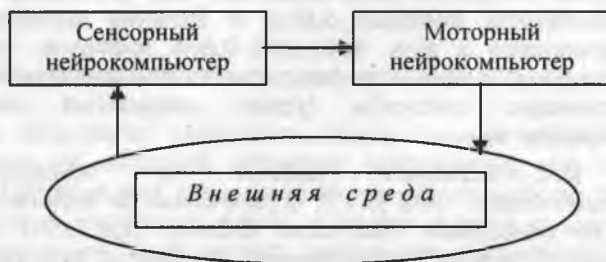 Сенсорный
нейрокомпьютер
Моторный
нейрокомпьютер
Внешняя среда